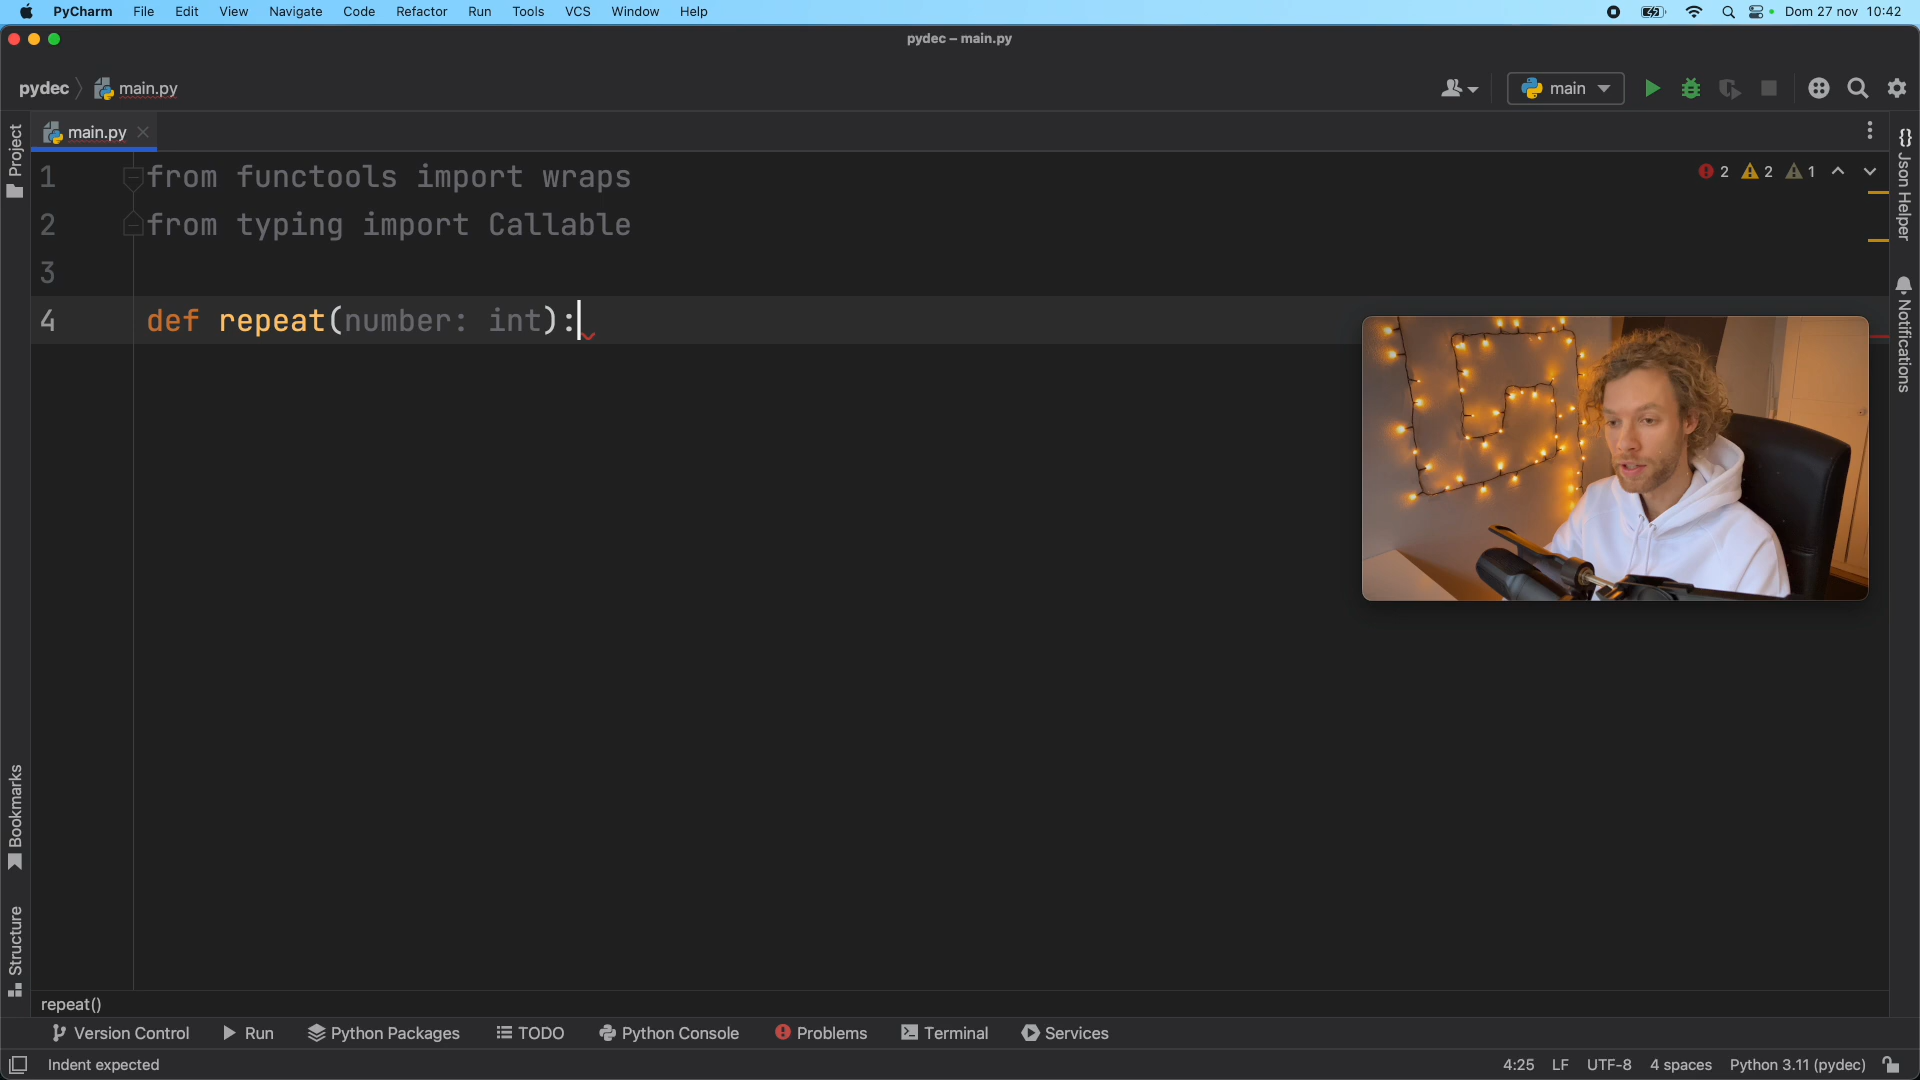 PyCharm File Edit View Navigate Code Refactor Run Tools VCS Window Help Dom 27 nov 10:42
pydec – main.py
pydec main.py main
Project
main.py
1 from functools import wraps 2 2 1
2 from typing import Callable
3
4 def repeat(number: int):
{} Json Helper
Notifications
Bookmarks
Structure
repeat()
Version Control Run Python Packages TODO Python Console Problems Terminal Services
Indent expected 4:25 LF UTF-8 4 spaces Python 3.11 (pydec)